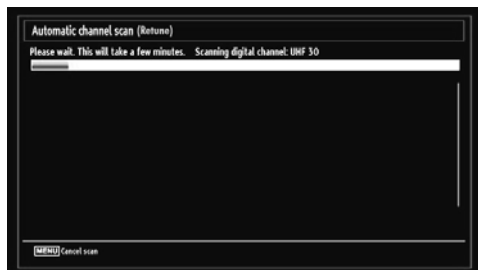 Automatic channel scan (Retune)
Please wait. This will take a few minutes. Scanning digital channel: UHF 30
MENU Cancel scan